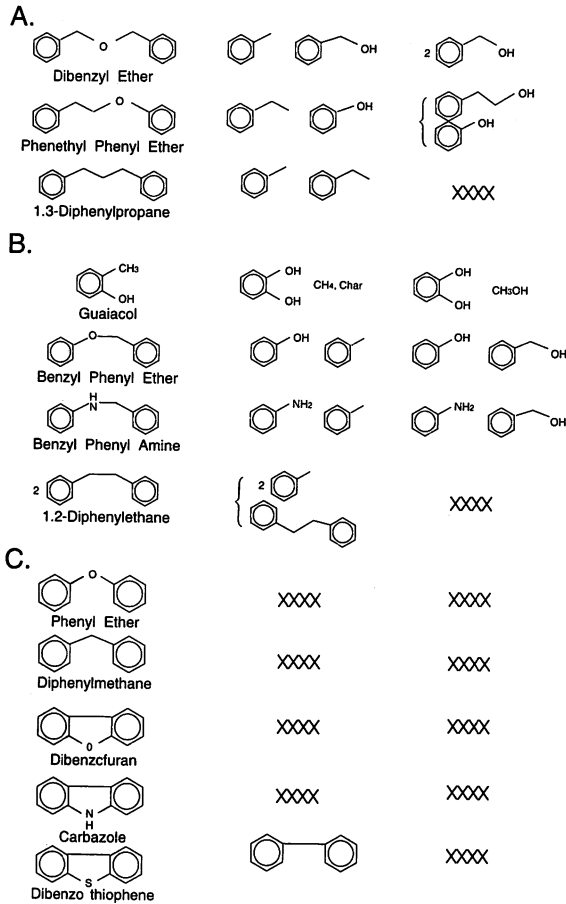 A.
O
OH
2
OH
Dibenzyl Ether
O
OH
OH
OH
Phenethyl Phenyl Ether
1.3-Diphenylpropane
XXXX
B.
CH3
OH
Guaiacol
OH
OH
CH4, Char
OH
OH
CH3OH
O
OH
OH
OH
Benzyl Phenyl Ether
H
N
NH2
NH2
OH
Benzyl Phenyl Amine
2
1.2-Diphenylethane
2
XXXX
C.
O
Phenyl Ether
XXXX
XXXX
Diphenylmethane
XXXX
XXXX
O
Dibenzcfuran
XXXX
XXXX
N
H
Carbazole
XXXX
XXXX
S
Dibenzo thiophene
XXXX